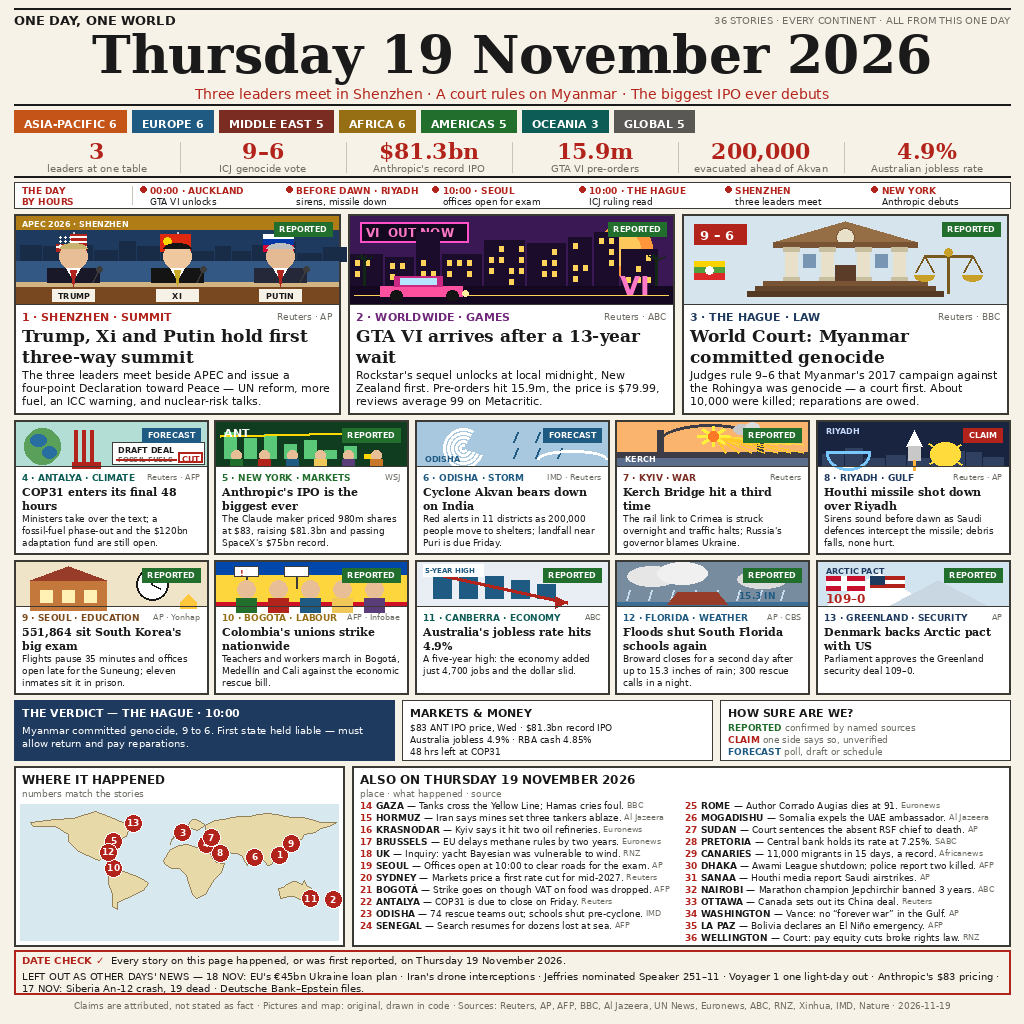 ONE DAY, ONE WORLD
36 STORIES · EVERY CONTINENT · ALL FROM THIS ONE DAY
Thursday 19 November 2026
Three leaders meet in Shenzhen · A court rules on Myanmar · The biggest IPO ever debuts
ASIA-PACIFIC 6 EUROPE 6 MIDDLE EAST 5 AFRICA 6 AMERICAS 5 OCEANIA 3 GLOBAL 5
3 9–6 $81.3bn 15.9m 200,000 4.9%
leaders at one table ICJ genocide vote Anthropic's record IPO GTA VI pre-orders evacuated ahead of Akvan Australian jobless rate
THE DAY
BY HOURS
00:00 · AUCKLAND
GTA VI unlocks
BEFORE DAWN · RIYADH
sirens, missile down
10:00 · SEOUL
offices open for exam
10:00 · THE HAGUE
ICJ ruling read
SHENZHEN
three leaders meet
NEW YORK
Anthropic debuts
APEC 2026 · SHENZHEN
REPORTED
TRUMP XI PUTIN
1 · SHENZHEN · SUMMIT Reuters · AP
Trump, Xi and Putin hold first
three-way summit
The three leaders meet beside APEC and issue a
four-point Declaration toward Peace — UN reform, more
fuel, an ICC warning, and nuclear-risk talks.
VI OUT NOW
REPORTED
VI
2 · WORLDWIDE · GAMES Reuters · ABC
GTA VI arrives after a 13-year
wait
Rockstar's sequel unlocks at local midnight, New
Zealand first. Pre-orders hit 15.9m, the price is $79.99,
reviews average 99 on Metacritic.
9 – 6
REPORTED
3 · THE HAGUE · LAW Reuters · BBC
World Court: Myanmar
committed genocide
Judges rule 9–6 that Myanmar's 2017 campaign against
the Rohingya was genocide — a court first. About
10,000 were killed; reparations are owed.
FORECAST
DRAFT DEAL
FOSSIL FUELS CUT
4 · ANTALYA · CLIMATE Reuters · AFP
COP31 enters its final 48
hours
Ministers take over the text; a
fossil-fuel phase-out and the $120bn
adaptation fund are still open.
ANT
REPORTED
5 · NEW YORK · MARKETS WSJ
Anthropic's IPO is the
biggest ever
The Claude maker priced 980m shares
at $83, raising $81.3bn and passing
SpaceX's $75bn record.
FORECAST
ODISHA
6 · ODISHA · STORM IMD · Reuters
Cyclone Akvan bears down
on India
Red alerts in 11 districts as 200,000
people move to shelters; landfall near
Puri is due Friday.
REPORTED
KERCH
7 · KYIV · WAR Reuters
Kerch Bridge hit a third
time
The rail link to Crimea is struck
overnight and traffic halts; Russia's
governor blames Ukraine.
RIYADH
CLAIM
8 · RIYADH · GULF Reuters · AP
Houthi missile shot down
over Riyadh
Sirens sound before dawn as Saudi
defences intercept the missile; debris
falls, none hurt.
REPORTED
9 · SEOUL · EDUCATION AP · Yonhap
551,864 sit South Korea's
big exam
Flights pause 35 minutes and offices
open late for the Suneung; eleven
inmates sit it in prison.
!
REPORTED
10 · BOGOTA · LABOUR AFP · Infobae
Colombia's unions strike
nationwide
Teachers and workers march in Bogotá,
Medellín and Cali against the economic
rescue bill.
5-YEAR HIGH
REPORTED
11 · CANBERRA · ECONOMY ABC
Australia's jobless rate hits
4.9%
A five-year high: the economy added
just 4,700 jobs and the dollar slid.
REPORTED
15.3 IN
12 · FLORIDA · WEATHER AP · CBS
Floods shut South Florida
schools again
Broward closes for a second day after
up to 15.3 inches of rain; 300 rescue
calls in a night.
ARCTIC PACT
REPORTED
109–0
13 · GREENLAND · SECURITY AP
Denmark backs Arctic pact
with US
Parliament approves the Greenland
security deal 109–0.
THE VERDICT — THE HAGUE · 10:00
Myanmar committed genocide, 9 to 6. First state held liable — must
allow return and pay reparations.
MARKETS & MONEY
$83 ANT IPO price, Wed · $81.3bn record IPO
Australia jobless 4.9% · RBA cash 4.85%
48 hrs left at COP31
HOW SURE ARE WE?
REPORTED confirmed by named sources
CLAIM one side says so, unverified
FORECAST poll, draft or schedule
WHERE IT HAPPENED
numbers match the stories
13
3
7
5
12
8
6
1
9
10
11
2
ALSO ON THURSDAY 19 NOVEMBER 2026
place · what happened · source
14 GAZA — Tanks cross the Yellow Line; Hamas cries foul. BBC
15 HORMUZ — Iran says mines set three tankers ablaze. Al Jazeera
16 KRASNODAR — Kyiv says it hit two oil refineries. Euronews
17 BRUSSELS — EU delays methane rules by two years. Euronews
18 UK — Inquiry: yacht Bayesian was vulnerable to wind. RNZ
19 SEOUL — Offices open at 10:00 to clear roads for the exam. AP
20 SYDNEY — Markets price a first rate cut for mid-2027. Reuters
21 BOGOTÁ — Strike goes on though VAT on food was dropped. AFP
22 ANTALYA — COP31 is due to close on Friday. Reuters
23 ODISHA — 74 rescue teams out; schools shut pre-cyclone. IMD
24 SENEGAL — Search resumes for dozens lost at sea. AFP
25 ROME — Author Corrado Augias dies at 91. Euronews
26 MOGADISHU — Somalia expels the UAE ambassador. Al Jazeera
27 SUDAN — Court sentences the absent RSF chief to death. AP
28 PRETORIA — Central bank holds its rate at 7.25%. SABC
29 CANARIES — 11,000 migrants in 15 days, a record. Africanews
30 DHAKA — Awami League shutdown; police report two killed. AFP
31 SANAA — Houthi media report Saudi airstrikes. AP
32 NAIROBI — Marathon champion Jepchirchir banned 3 years. ABC
33 OTTAWA — Canada sets out its China deal. Reuters
34 WASHINGTON — Vance: no “forever war” in the Gulf. AP
35 LA PAZ — Bolivia declares an El Niño emergency. AFP
36 WELLINGTON — Court: pay equity cuts broke rights law. RNZ
DATE CHECK ✓ Every story on this page happened, or was first reported, on Thursday 19 November 2026.
LEFT OUT AS OTHER DAYS' NEWS — 18 NOV: EU's €45bn Ukraine loan plan · Iran's drone interceptions · Jeffries nominated Speaker 251–11 · Voyager 1 one light-day out · Anthropic's $83 pricing ·
17 NOV: Siberia An-12 crash, 19 dead · Deutsche Bank–Epstein files.
Claims are attributed, not stated as fact · Pictures and map: original, drawn in code · Sources: Reuters, AP, AFP, BBC, Al Jazeera, UN News, Euronews, ABC, RNZ, Xinhua, IMD, Nature · 2026-11-19